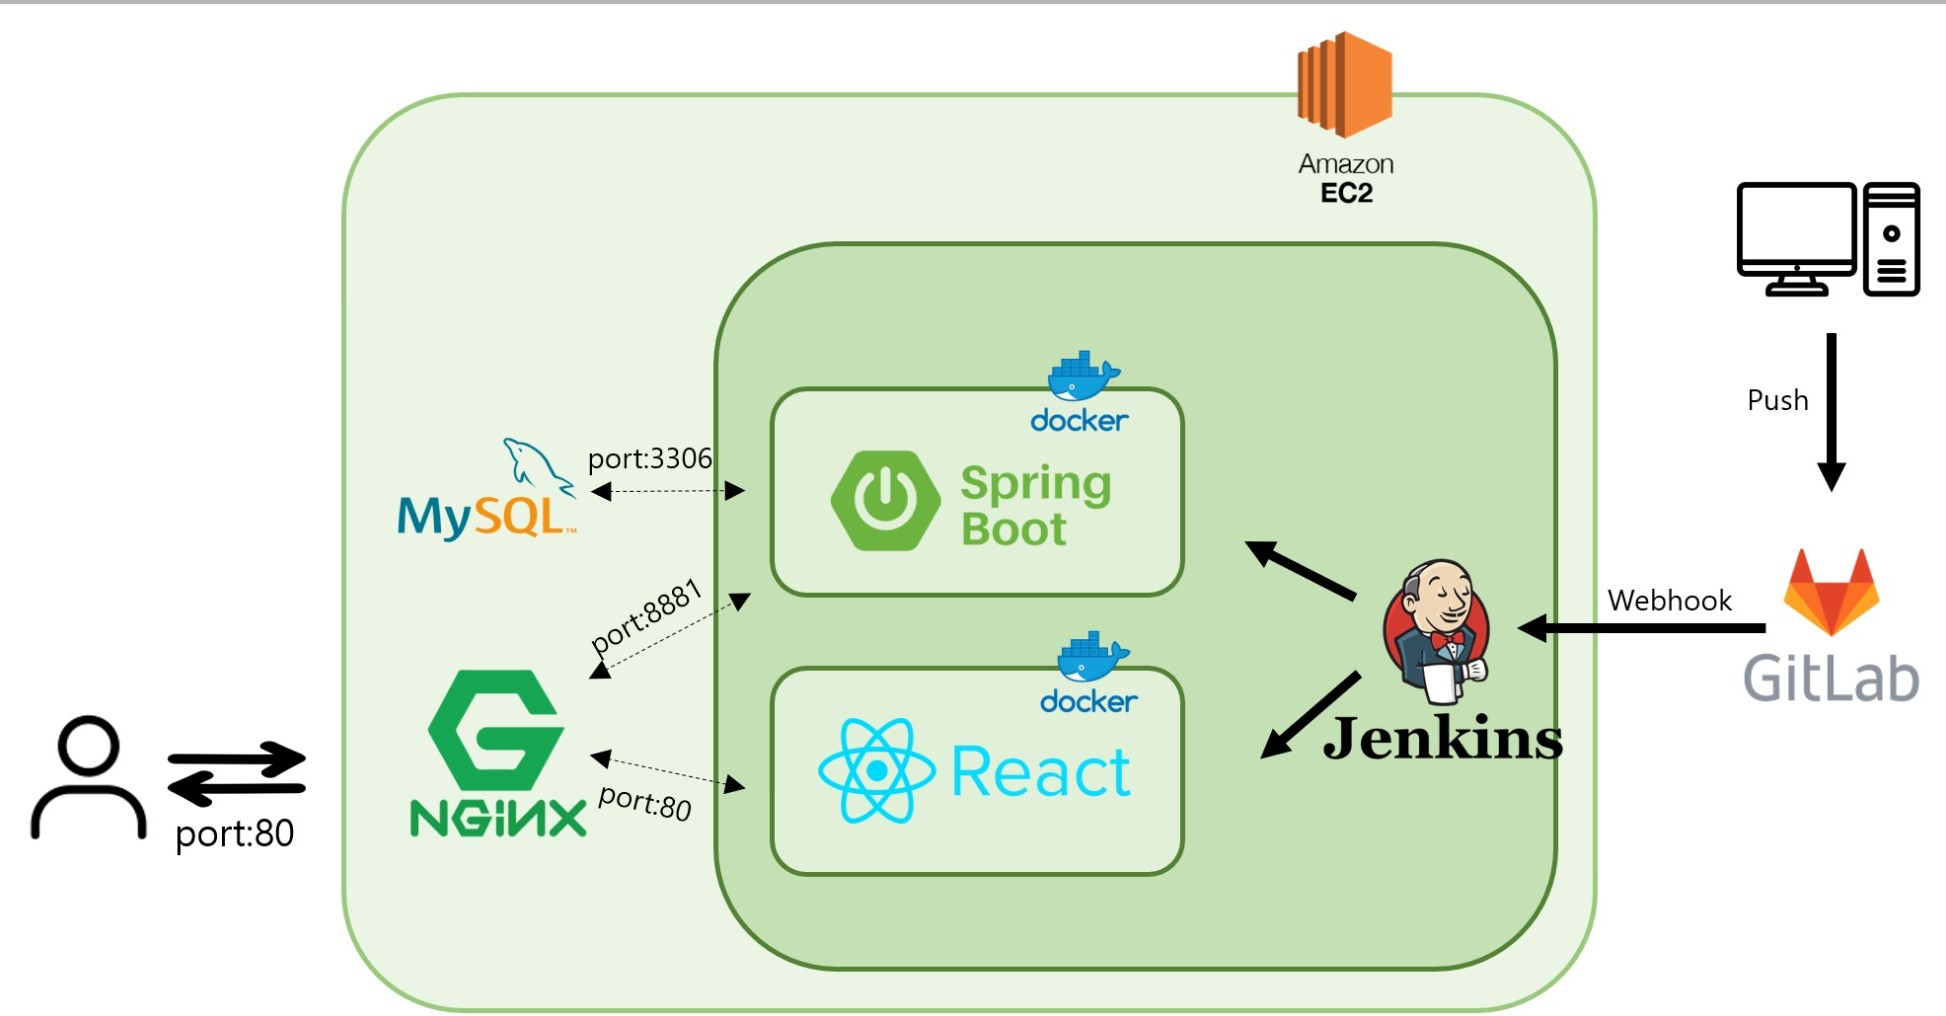 Amazon
EC2
docker
Spring
Boot
port:3306
MySQL™
Push
port:8881
Webhook
GitLab
docker
React
Jenkins
NGiNX
port:80
port:80